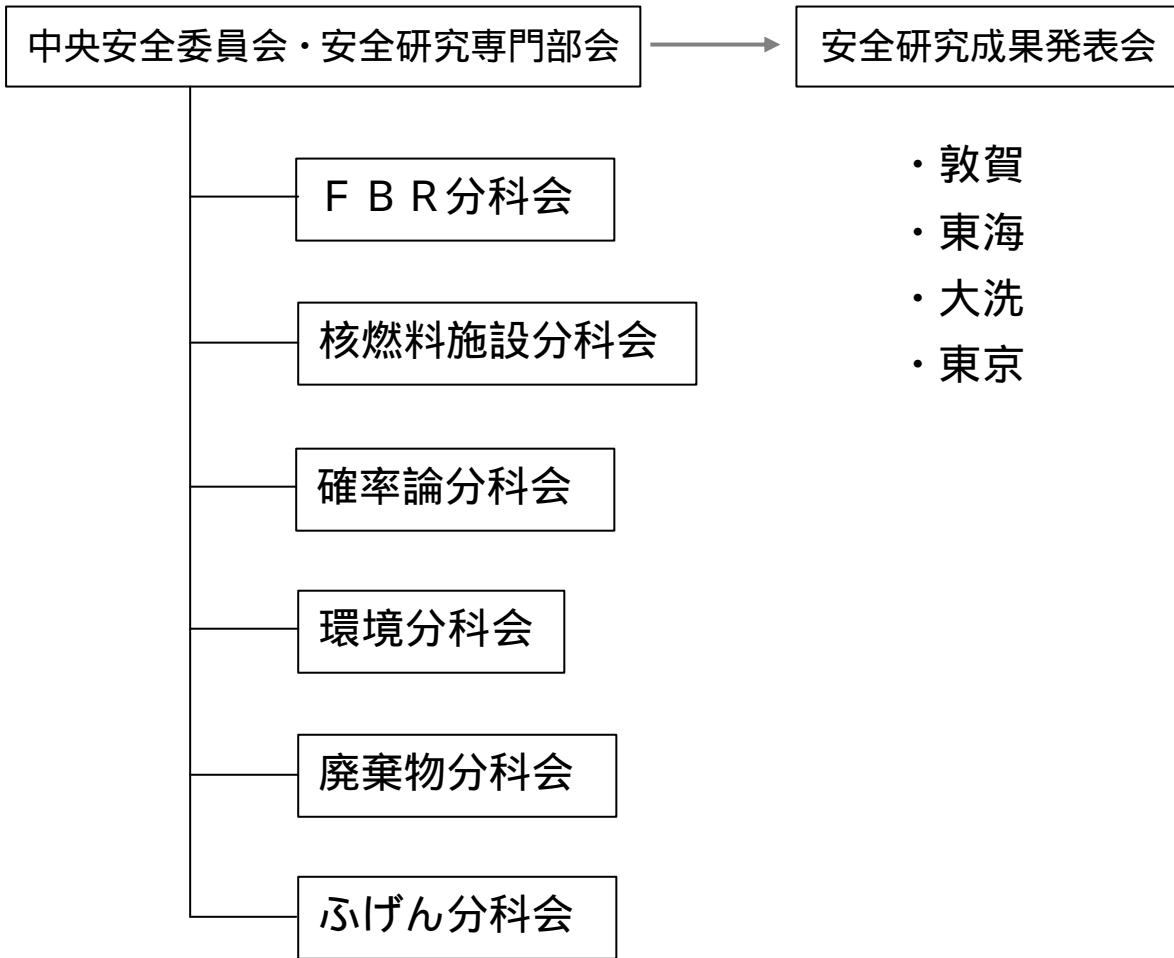 中央安全委員会・安全研究専門部会
安全研究成果発表会
ＦＢＲ分科会
核燃料施設分科会
確率論分科会
環境分科会
廃棄物分科会
ふげん分科会
・敦賀
・東海
・大洗
・東京